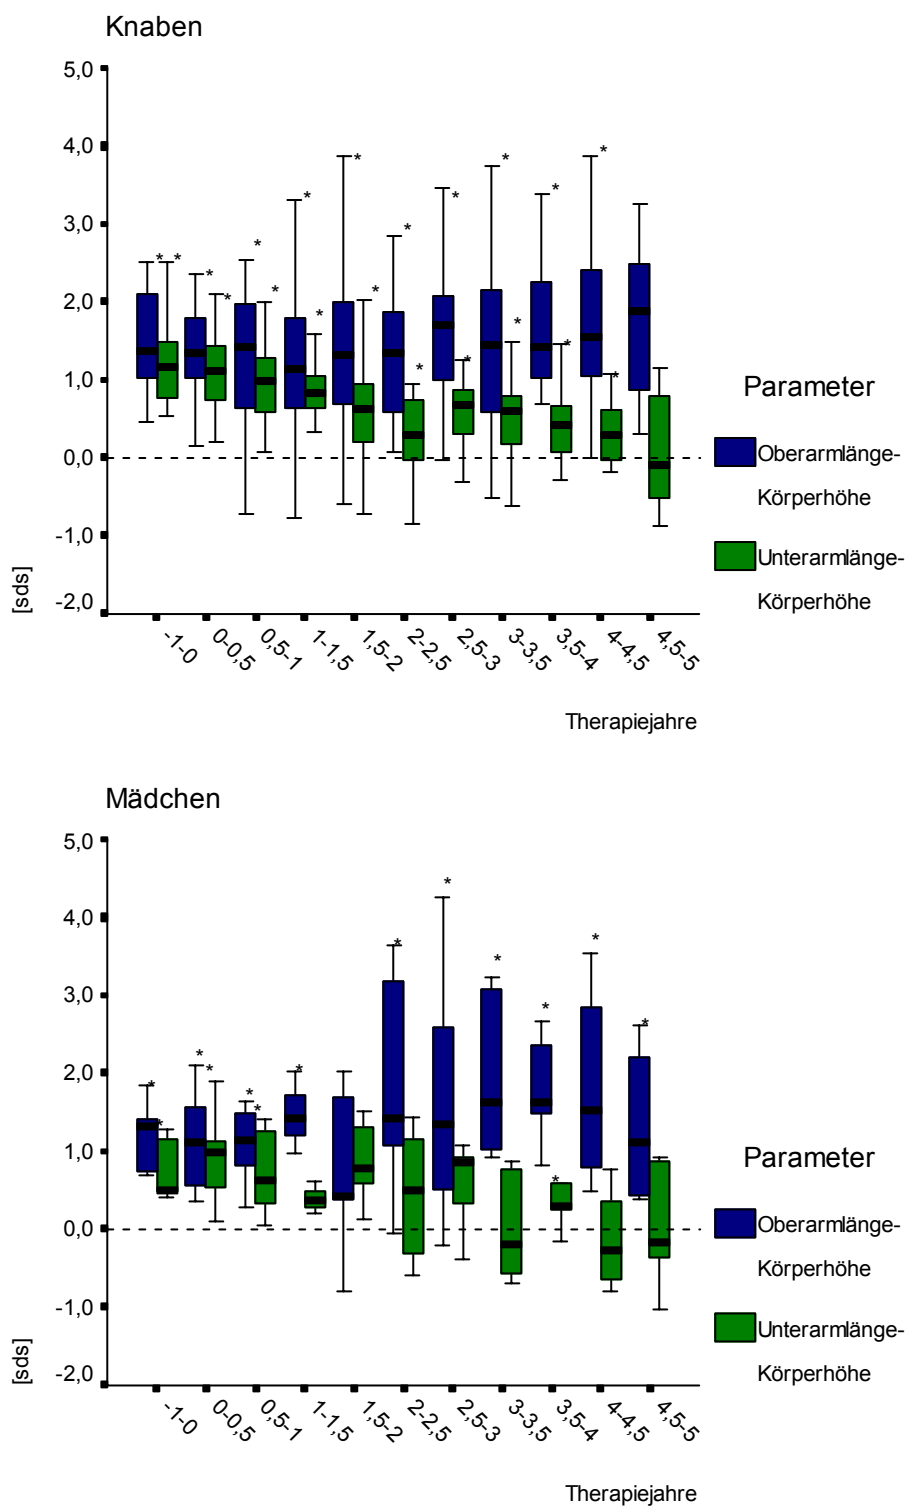 Knaben
5,0
4,0
3,0
2,0
1,0
0,0
-1,0
-2,0
[sds]
* * * * * * * * * * * * * * * * * * * *
-1-0
0-0,5
0,5-1
1-1,5
1,5-2
2-2,5
2,5-3
3-3,5
3,5-4
4-4,5
4,5-5
Therapiejahre
Parameter
Oberarmlänge-
Körperhöhe
Unterarmlänge-
Körperhöhe
Mädchen
5,0
4,0
3,0
2,0
1,0
0,0
-1,0
-2,0
[sds]
* * * * * * * * * * * * * *
-1-0
0-0,5
0,5-1
1-1,5
1,5-2
2-2,5
2,5-3
3-3,5
3,5-4
4-4,5
4,5-5
Therapiejahre
Parameter
Oberarmlänge-
Körperhöhe
Unterarmlänge-
Körperhöhe